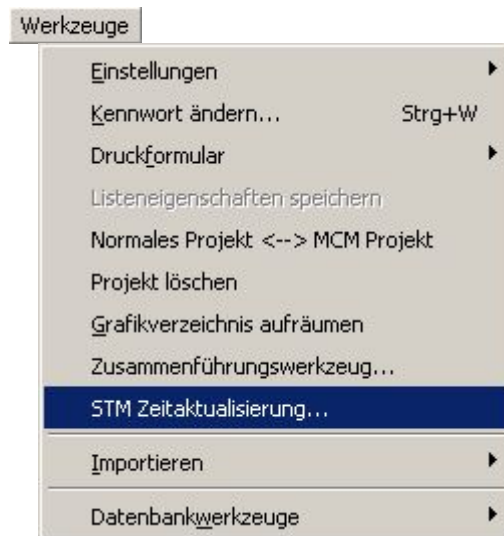 Werkzeuge
Einstellungen
Kennwort ändern... Strg+W
Druckformular
Listeneigenschaften speichern
Normales Projekt <--> MCM Projekt
Projekt löschen
Grafikverzeichnis aufräumen
Zusammenführungswerkzeug...
STM Zeitaktualisierung...
Importieren
Datenbankwerkzeuge